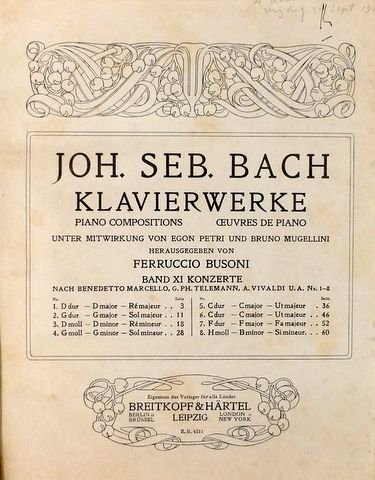 Sept 19
JOH. SEB. BACH
KLAVIERWERKE
PIANO COMPOSITIONS ŒUVRES DE PIANO
UNTER MITWIRKUNG VON EGON PETRI UND BRUNO MUGELLINI
HERAUSGEGEBEN VON
FERRUCCIO BUSONI
BAND XI KONZERTE
NACH BENEDETTO MARCELLO, G. PH. TELEMANN, A. VIVALDI U. A. Nr. 1-8
No. Seite
1. D dur – D major – Ré majeur . . 3
2. G dur – G major – Sol majeur . . 11
3. D moll – D minor – Ré mineur . . 18
4. G moll – G minor – Sol mineur . . 28
No. Seite
5. C dur – C major – Ut majeur . . 36
6. C dur – C major – Ut majeur . . 46
7. F dur – F major – Fa majeur . . 52
8. H moll – B minor – Si mineur . . 60
Eigentum der Verleger für alle Länder
BREITKOPF & HÄRTEL
BERLIN :: LEIPZIG LONDON ::
BRÜSSEL NEW YORK
E. B. 4311